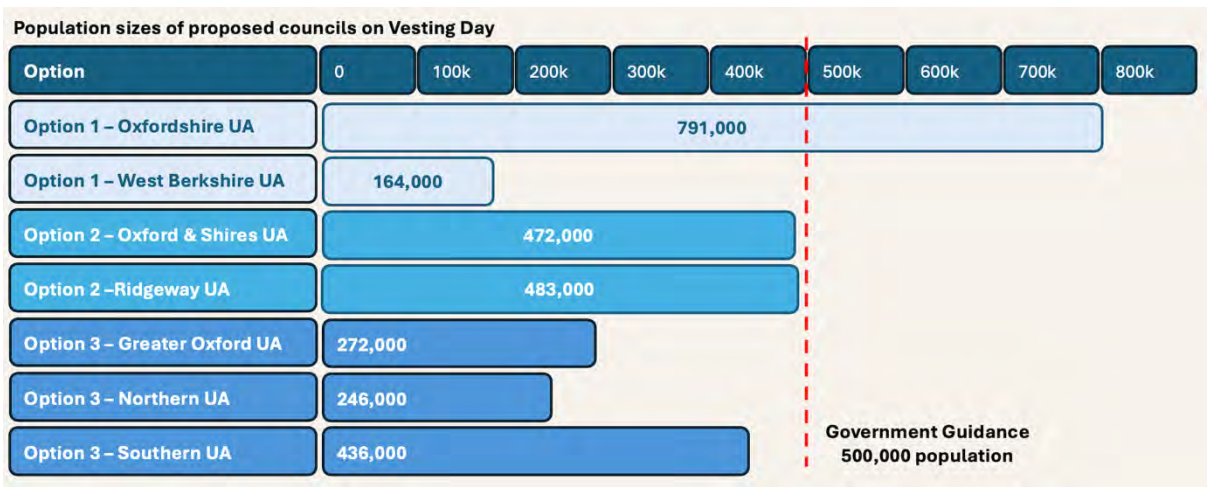 Population sizes of proposed councils on Vesting Day
Option 0 100k 200k 300k 400k 500k 600k 700k 800k
Option 1 – Oxfordshire UA 791,000
Option 1 – West Berkshire UA 164,000
Option 2 – Oxford & Shires UA 472,000
Option 2 –Ridgeway UA 483,000
Option 3 – Greater Oxford UA 272,000
Option 3 – Northern UA 246,000
Option 3 – Southern UA 436,000
Government Guidance
500,000 population